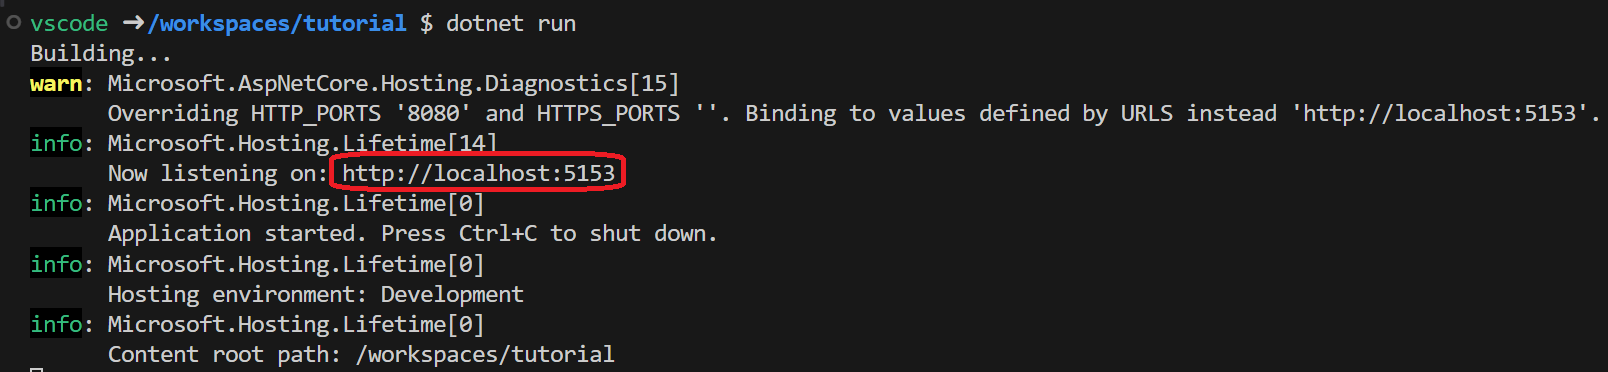 vscode ➜/workspaces/tutorial $ dotnet run
Building...
warn: Microsoft.AspNetCore.Hosting.Diagnostics[15]
      Overriding HTTP_PORTS '8080' and HTTPS_PORTS ''. Binding to values defined by URLS instead 'http://localhost:5153'.
info: Microsoft.Hosting.Lifetime[14]
      Now listening on: http://localhost:5153
info: Microsoft.Hosting.Lifetime[0]
      Application started. Press Ctrl+C to shut down.
info: Microsoft.Hosting.Lifetime[0]
      Hosting environment: Development
info: Microsoft.Hosting.Lifetime[0]
      Content root path: /workspaces/tutorial